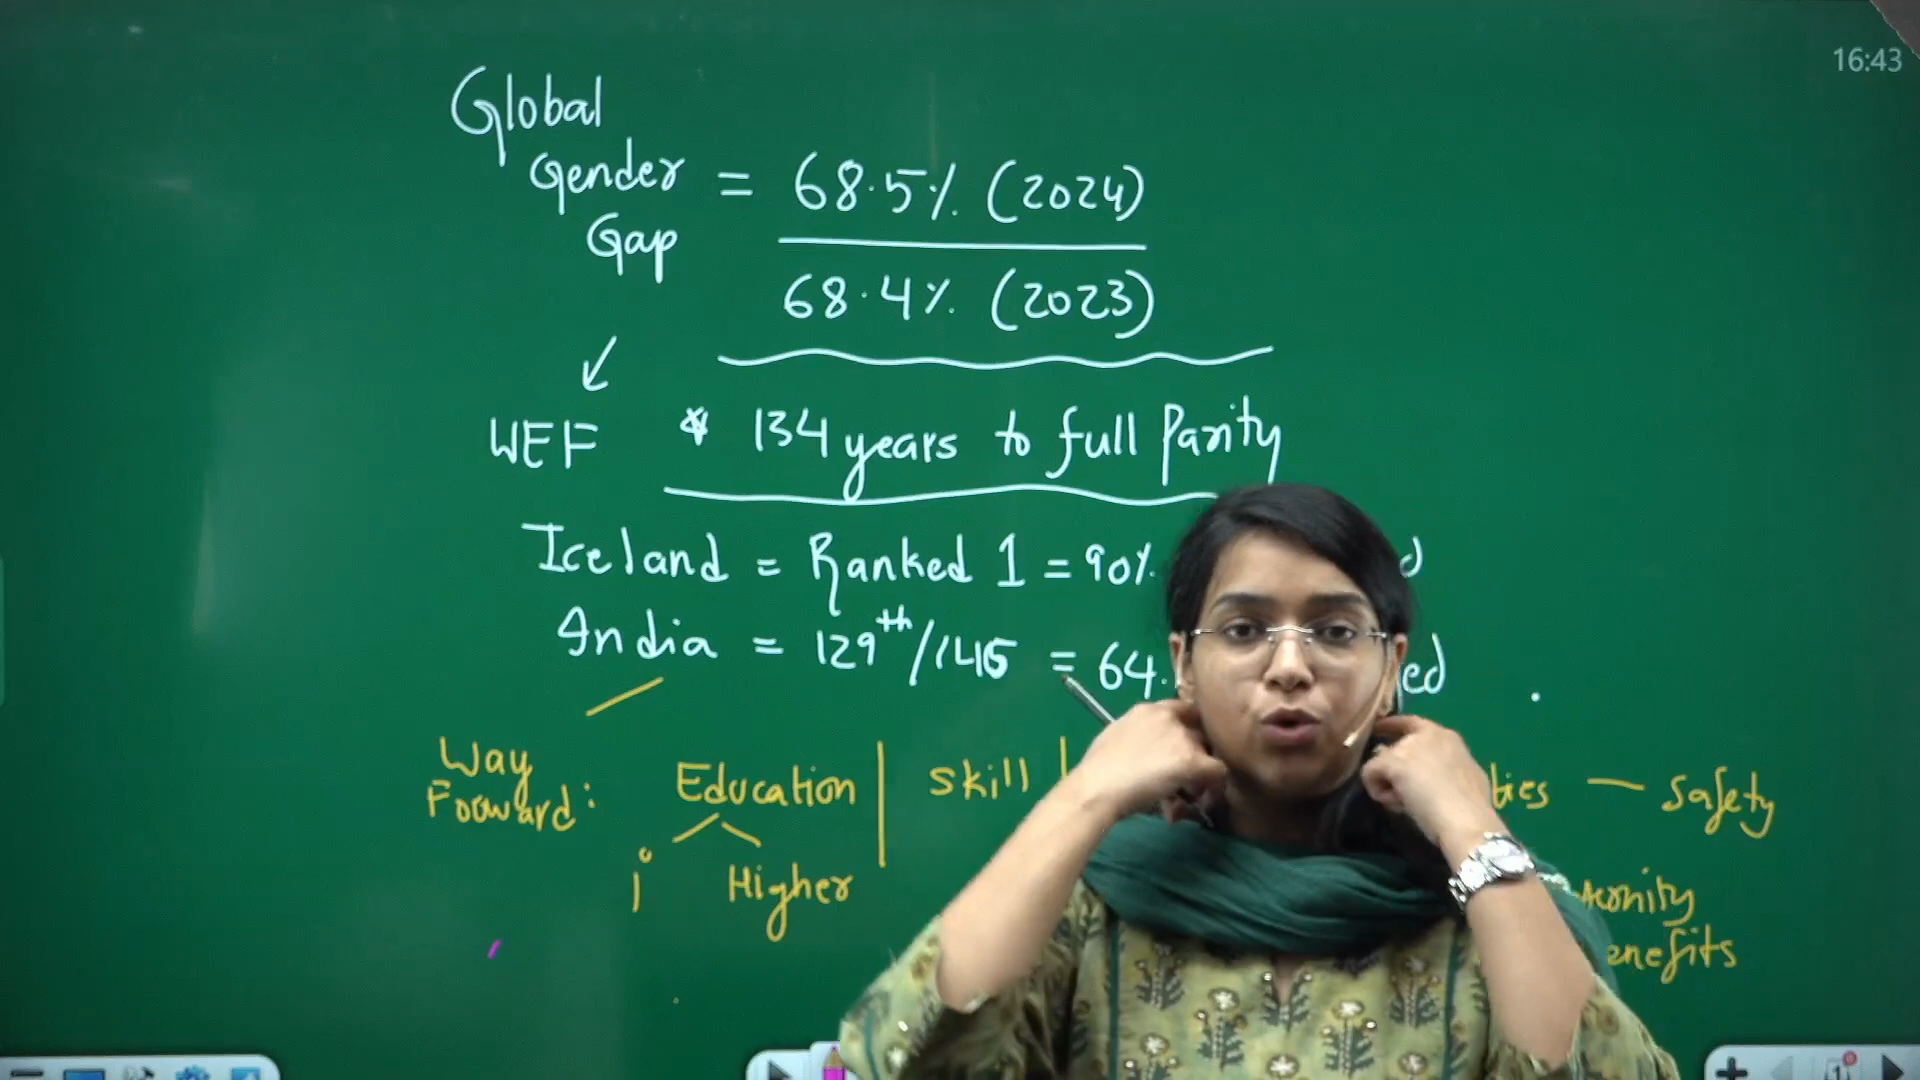 16:43
Global
Gender = 68.5% (2024)
Gap
68.4% (2023)
WEF * 134 years to full Parity
Iceland = Ranked 1 = 90%
India = 129th/146 = 64.
Way
Forward: Education | Skill | — Safety
Higher